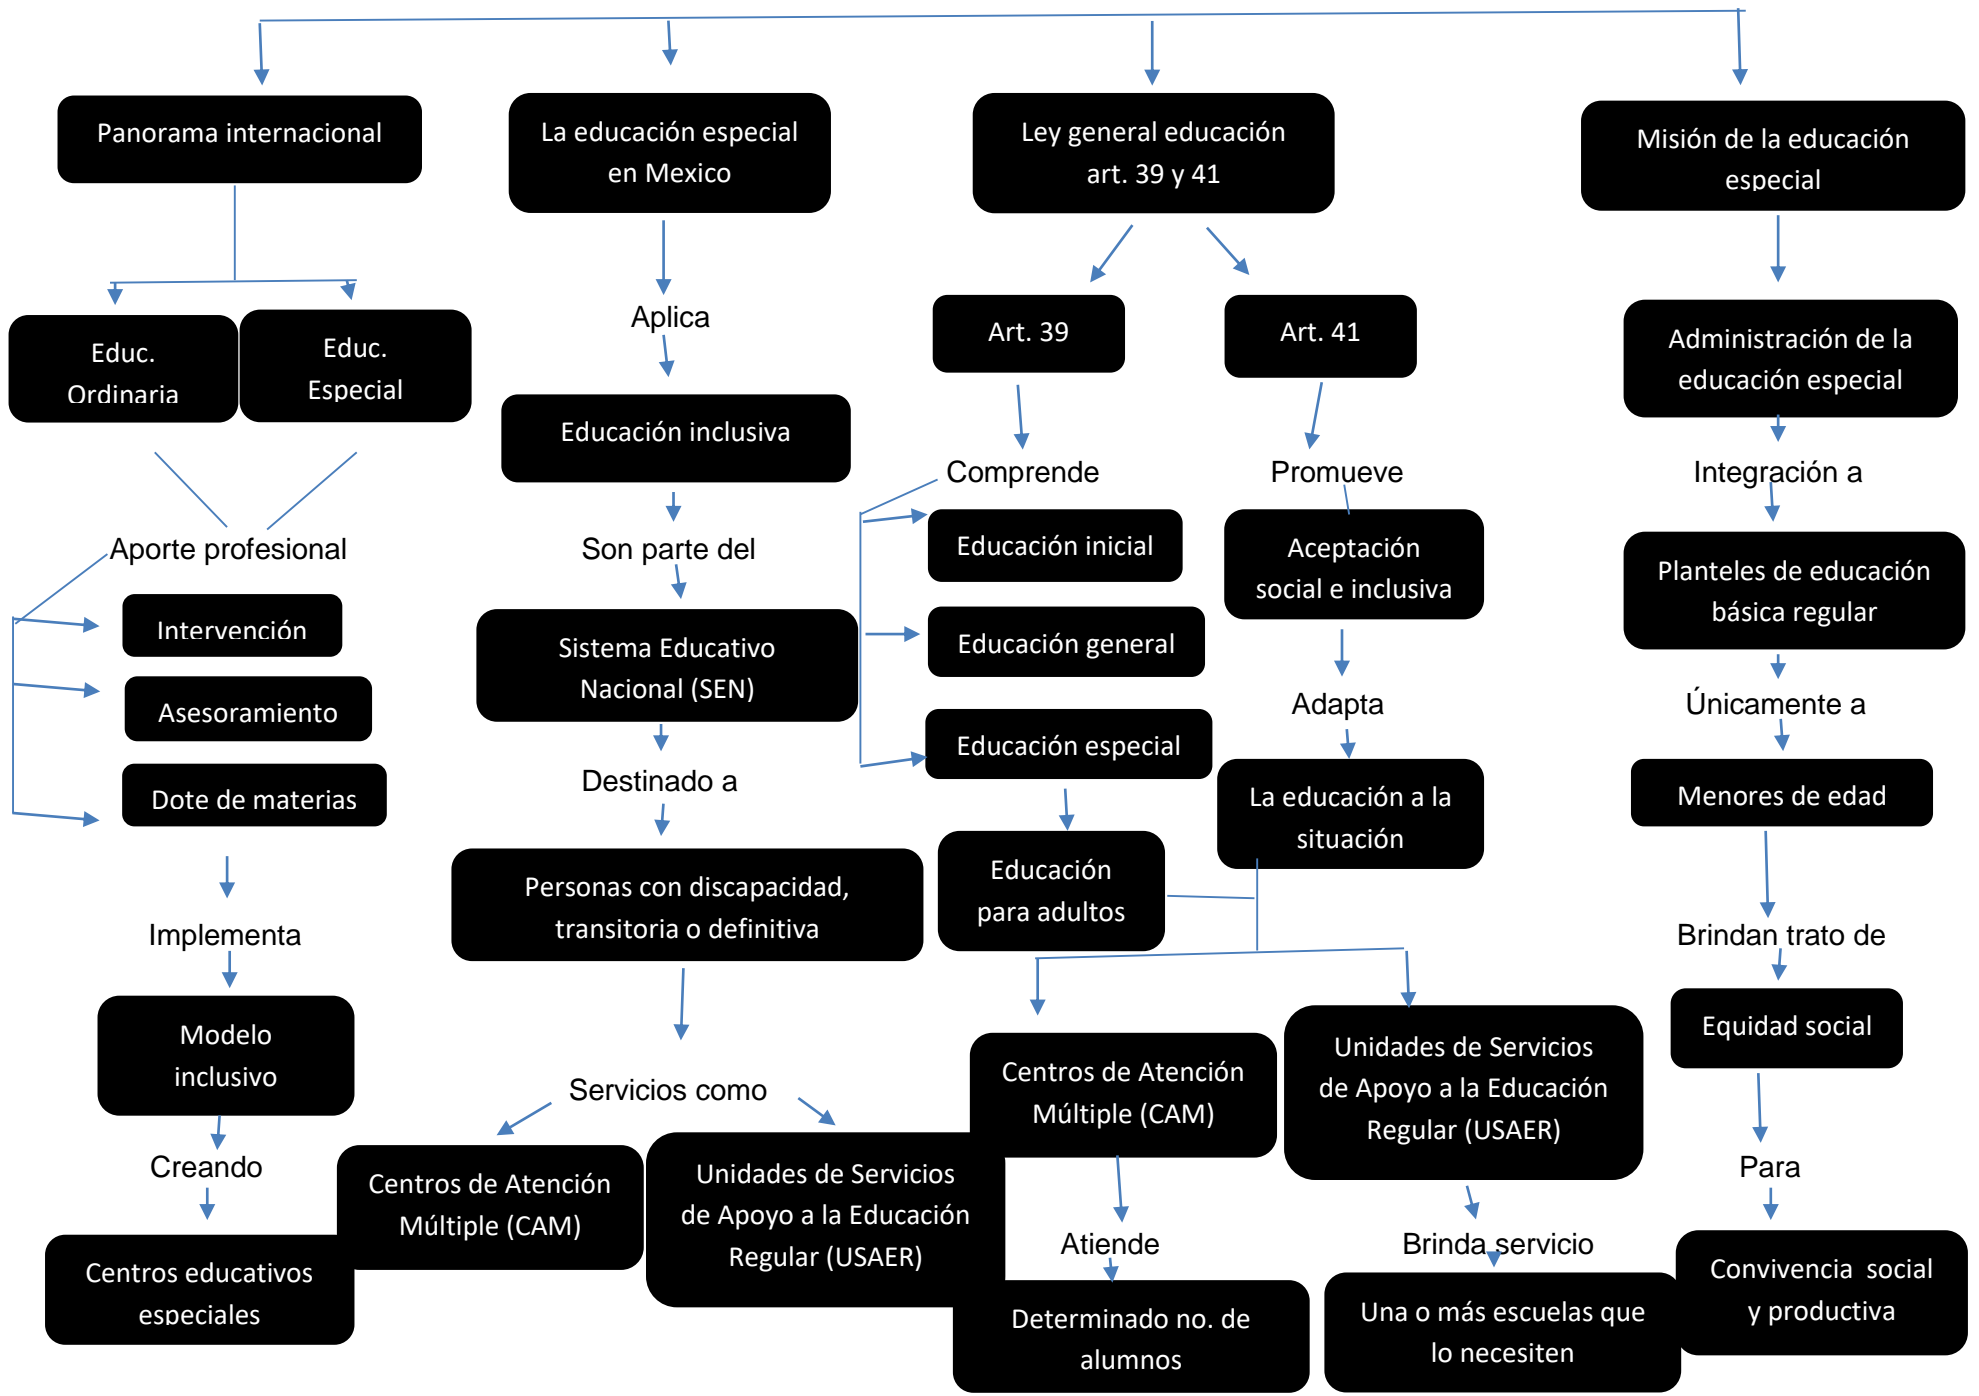 Panorama internacional
La educación especial
en Mexico
Ley general educación
art. 39 y 41
Misión de la educación
especial
Educ.
Ordinaria
Educ.
Especial
Aporte profesional
Intervención
Asesoramiento
Dote de materias
Implementa
Modelo
inclusivo
Creando
Centros educativos
especiales
Aplica
Educación inclusiva
Son parte del
Sistema Educativo
Nacional (SEN)
Destinado a
Personas con discapacidad,
transitoria o definitiva
Servicios como
Centros de Atención
Múltiple (CAM)
Unidades de Servicios
de Apoyo a la Educación
Regular (USAER)
Art. 39
Comprende
Educación inicial
Educación general
Educación especial
Educación
para adultos
Art. 41
Promueve
Aceptación
social e inclusiva
Adapta
La educación a la
situación
Centros de Atención
Múltiple (CAM)
Atiende
Determinado no. de
alumnos
Unidades de Servicios
de Apoyo a la Educación
Regular (USAER)
Brinda servicio
Una o más escuelas que
lo necesiten
Administración de la
educación especial
Integración a
Planteles de educación
básica regular
Únicamente a
Menores de edad
Brindan trato de
Equidad social
Para
Convivencia  social
y productiva